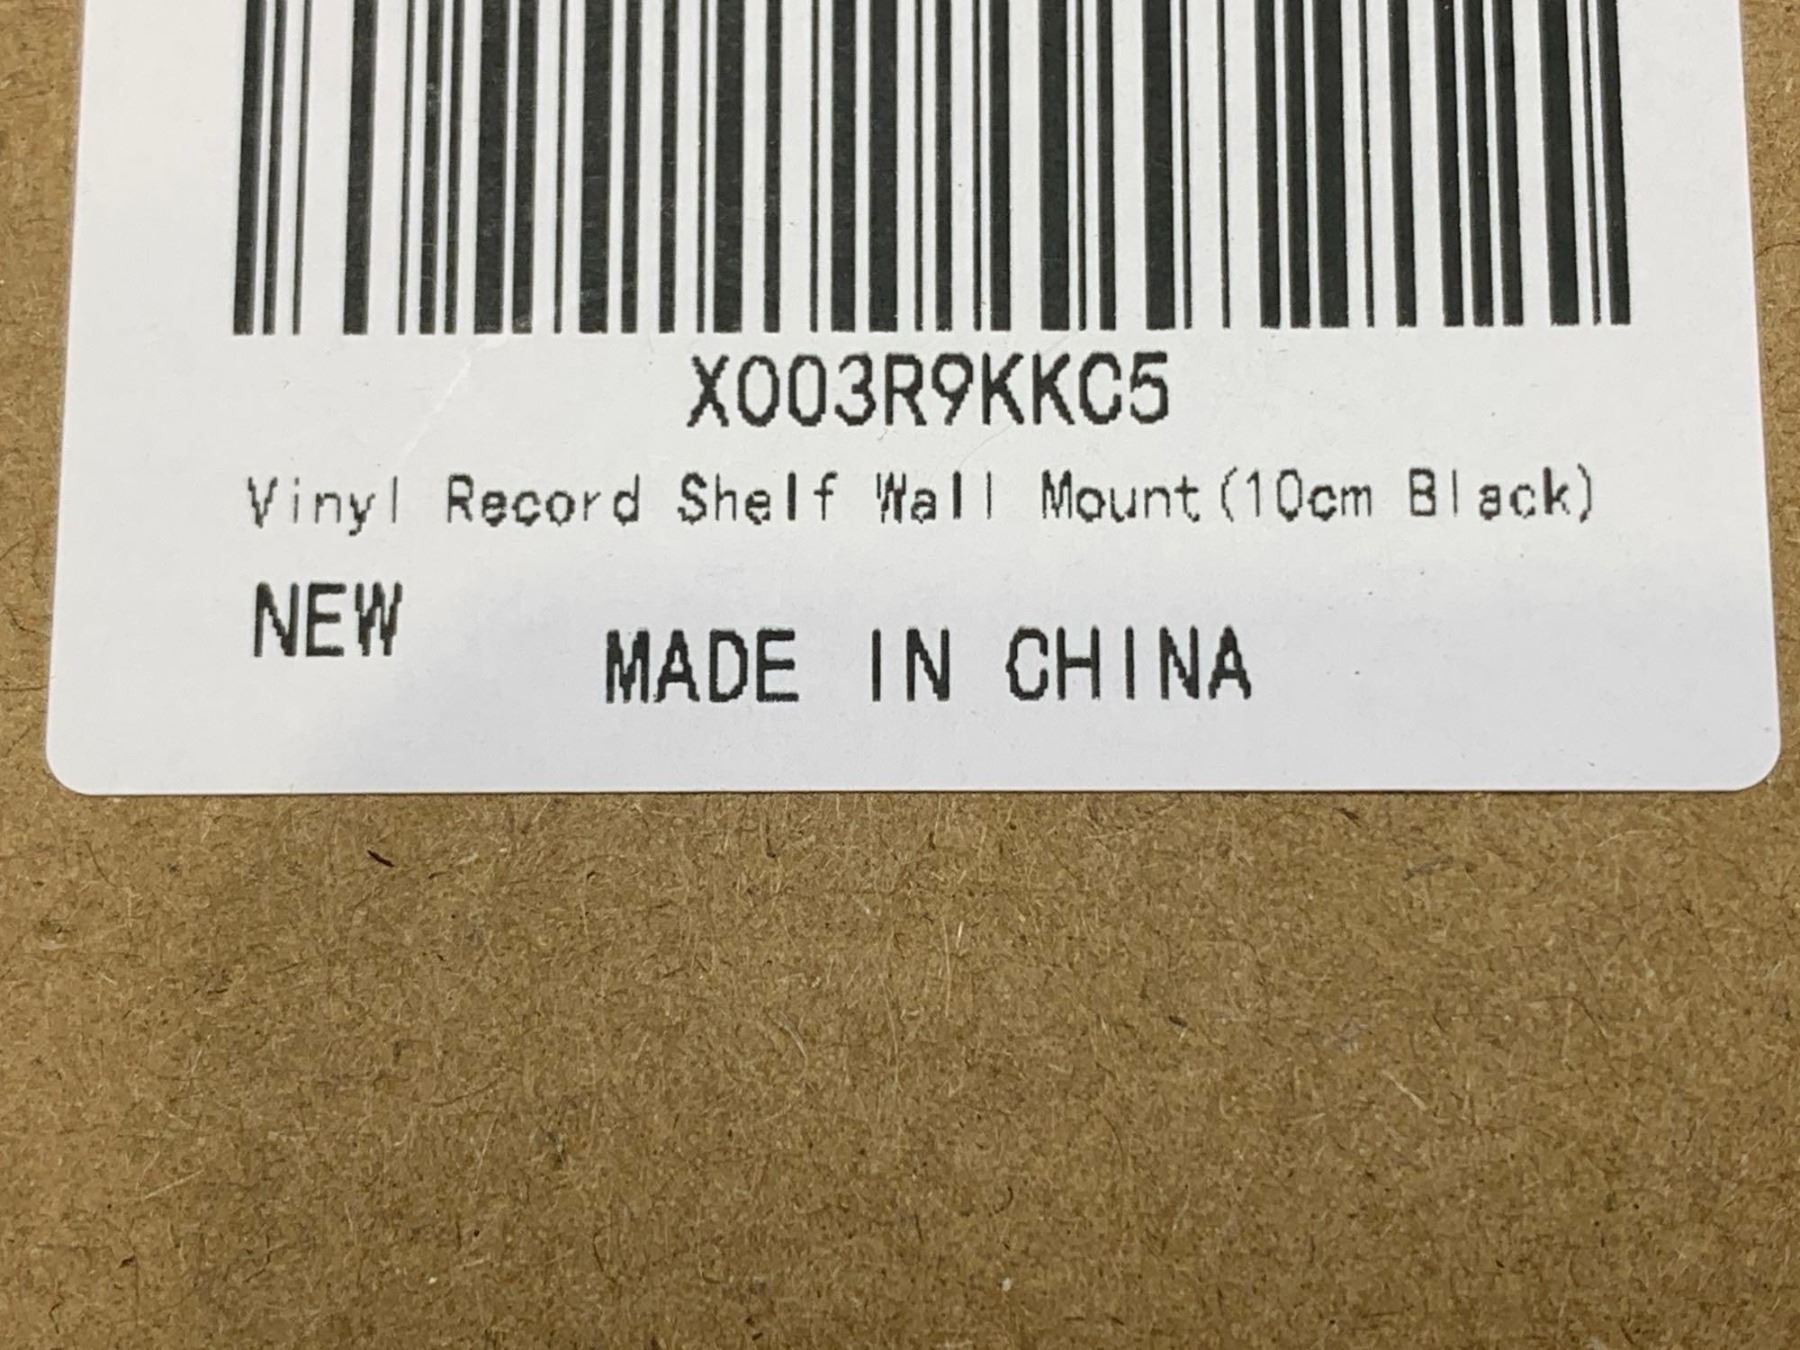 X003R9KKC5
Vinyl Record Shelf Wall Mount(10cm Black)
NEW
MADE IN CHINA